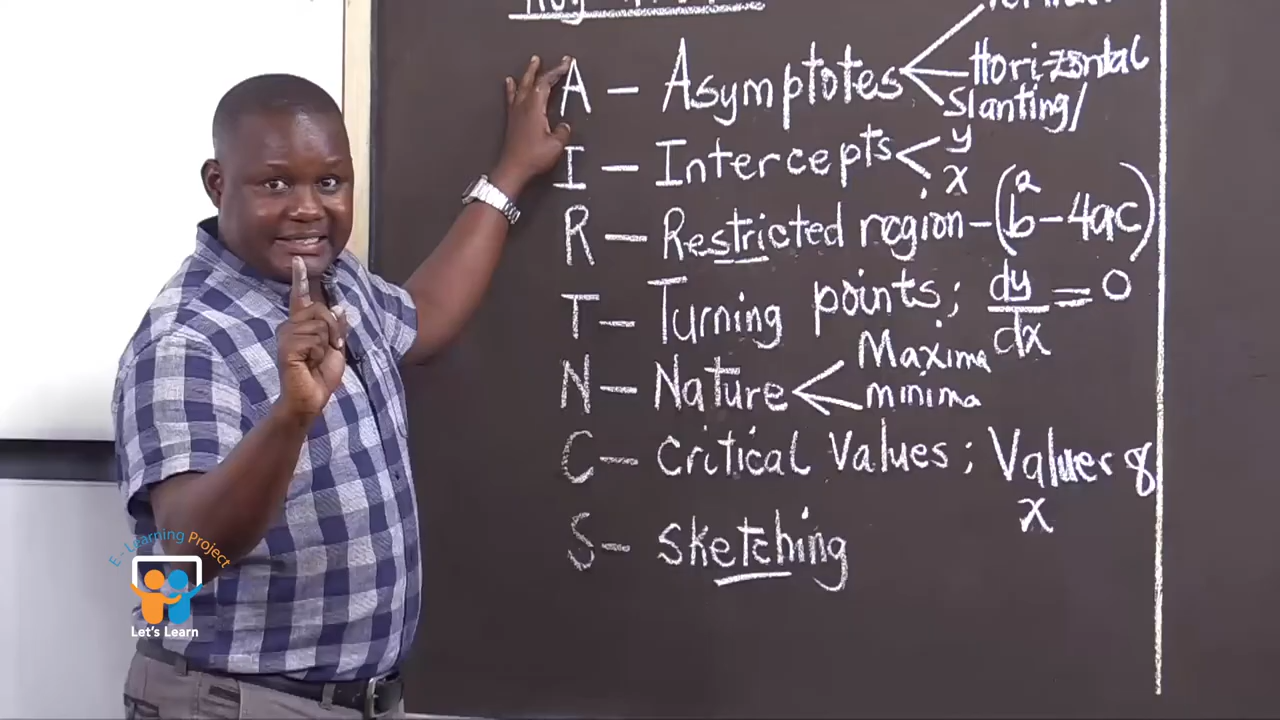 A – Asymptotes
Horizontal
Slanting/
I – Intercepts y
x
R – Restricted region – (b² – 4ac)
T – Turning points; dy/dx = 0
N – Nature Maxima
minima
C – Critical Values; Values of
x
S – Sketching
E - Learning Project
Let's Learn